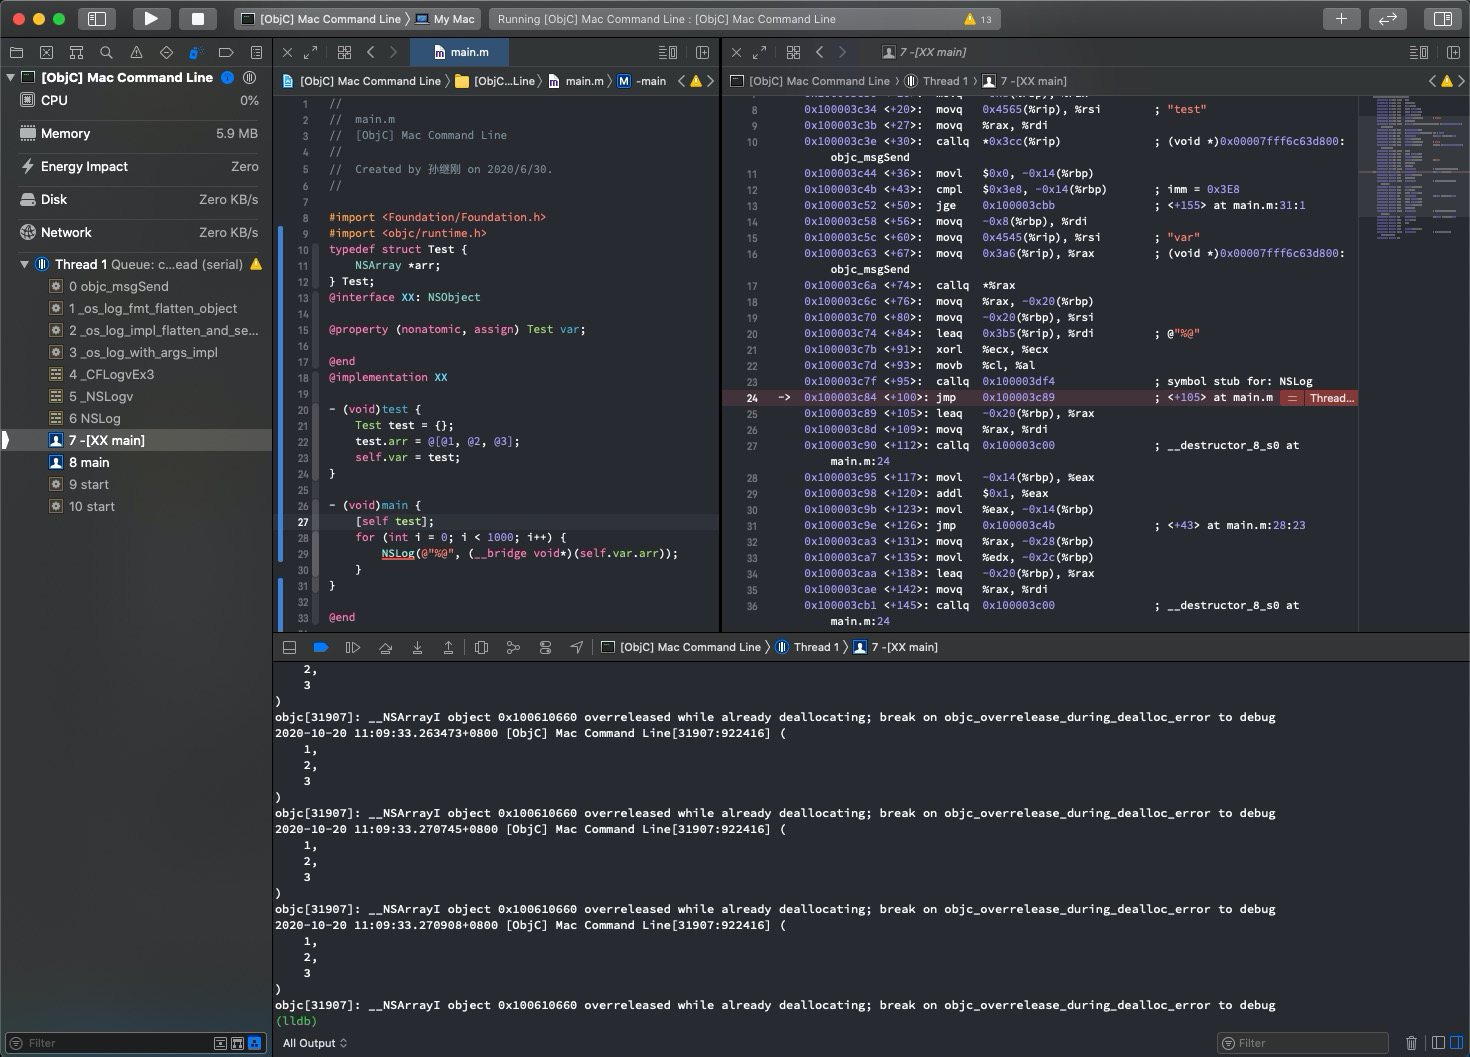 [ObjC] Mac Command Line 〉 My Mac
Running [ObjC] Mac Command Line : [ObjC] Mac Command Line
13
[ObjC] Mac Command Line
CPU 0%
Memory 5.9 MB
Energy Impact Zero
Disk Zero KB/s
Network Zero KB/s
Thread 1 Queue: c...ead (serial)
0 objc_msgSend
1 _os_log_fmt_flatten_object
2 _os_log_impl_flatten_and_se...
3 _os_log_with_args_impl
4 _CFLogvEx3
5 _NSLogv
6 NSLog
7 -[XX main]
8 main
9 start
10 start
Filter
main.m
[ObjC] Mac Command Line 〉 [ObjC...Line 〉 main.m 〉 M -main
1 //
2 //  main.m
3 //  [ObjC] Mac Command Line
4 //
5 //  Created by 孙继刚 on 2020/6/30.
6 //
7
8 #import <Foundation/Foundation.h>
9 #import <objc/runtime.h>
10 typedef struct Test {
11     NSArray *arr;
12 } Test;
13 @interface XX: NSObject
14
15 @property (nonatomic, assign) Test var;
16
17 @end
18 @implementation XX
19
20 - (void)test {
21     Test test = {};
22     test.arr = @[@1, @2, @3];
23     self.var = test;
24 }
25
26 - (void)main {
27     [self test];
28     for (int i = 0; i < 1000; i++) {
29         NSLog(@"%@", (__bridge void*)(self.var.arr));
30     }
31 }
32
33 @end
7 -[XX main]
[ObjC] Mac Command Line 〉 Thread 1 〉 7 -[XX main]
8 0x100003c34 <+20>: movq 0x4565(%rip), %rsi ; "test"
9 0x100003c3b <+27>: movq %rax, %rdi
10 0x100003c3e <+30>: callq *0x3cc(%rip) ; (void *)0x00007fff6c63d800:
objc_msgSend
11 0x100003c44 <+36>: movl $0x0, -0x14(%rbp)
12 0x100003c4b <+43>: cmpl $0x3e8, -0x14(%rbp) ; imm = 0x3E8
13 0x100003c52 <+50>: jge 0x100003cbb ; <+155> at main.m:31:1
14 0x100003c58 <+56>: movq -0x8(%rbp), %rdi
15 0x100003c5c <+60>: movq 0x4545(%rip), %rsi ; "var"
16 0x100003c63 <+67>: movq 0x3a6(%rip), %rax ; (void *)0x00007fff6c63d800:
objc_msgSend
17 0x100003c6a <+74>: callq *%rax
18 0x100003c6c <+76>: movq %rax, -0x20(%rbp)
19 0x100003c70 <+80>: movq -0x20(%rbp), %rsi
20 0x100003c74 <+84>: leaq 0x3b5(%rip), %rdi ; @"%@"
21 0x100003c7b <+91>: xorl %ecx, %ecx
22 0x100003c7d <+93>: movb %cl, %al
23 0x100003c7f <+95>: callq 0x100003df4 ; symbol stub for: NSLog
24 -> 0x100003c84 <+100>: jmp 0x100003c89 ; <+105> at main.m = Thread...
25 0x100003c89 <+105>: leaq -0x20(%rbp), %rax
26 0x100003c8d <+109>: movq %rax, %rdi
27 0x100003c90 <+112>: callq 0x100003c00 ; __destructor_8_s0 at
main.m:24
28 0x100003c95 <+117>: movl -0x14(%rbp), %eax
29 0x100003c98 <+120>: addl $0x1, %eax
30 0x100003c9b <+123>: movl %eax, -0x14(%rbp)
31 0x100003c9e <+126>: jmp 0x100003c4b ; <+43> at main.m:28:23
32 0x100003ca3 <+131>: movq %rax, -0x28(%rbp)
33 0x100003ca7 <+135>: movl %edx, -0x2c(%rbp)
34 0x100003caa <+138>: leaq -0x20(%rbp), %rax
35 0x100003cae <+142>: movq %rax, %rdi
36 0x100003cb1 <+145>: callq 0x100003c00 ; __destructor_8_s0 at
main.m:24
[ObjC] Mac Command Line 〉 Thread 1 〉 7 -[XX main]
2,
3
)
objc[31907]: __NSArrayI object 0x100610660 overreleased while already deallocating; break on objc_overrelease_during_dealloc_error to debug
2020-10-20 11:09:33.263473+0800 [ObjC] Mac Command Line[31907:922416] (
1,
2,
3
)
objc[31907]: __NSArrayI object 0x100610660 overreleased while already deallocating; break on objc_overrelease_during_dealloc_error to debug
2020-10-20 11:09:33.270745+0800 [ObjC] Mac Command Line[31907:922416] (
1,
2,
3
)
objc[31907]: __NSArrayI object 0x100610660 overreleased while already deallocating; break on objc_overrelease_during_dealloc_error to debug
2020-10-20 11:09:33.270908+0800 [ObjC] Mac Command Line[31907:922416] (
1,
2,
3
)
objc[31907]: __NSArrayI object 0x100610660 overreleased while already deallocating; break on objc_overrelease_during_dealloc_error to debug
(lldb)
All Output
Filter